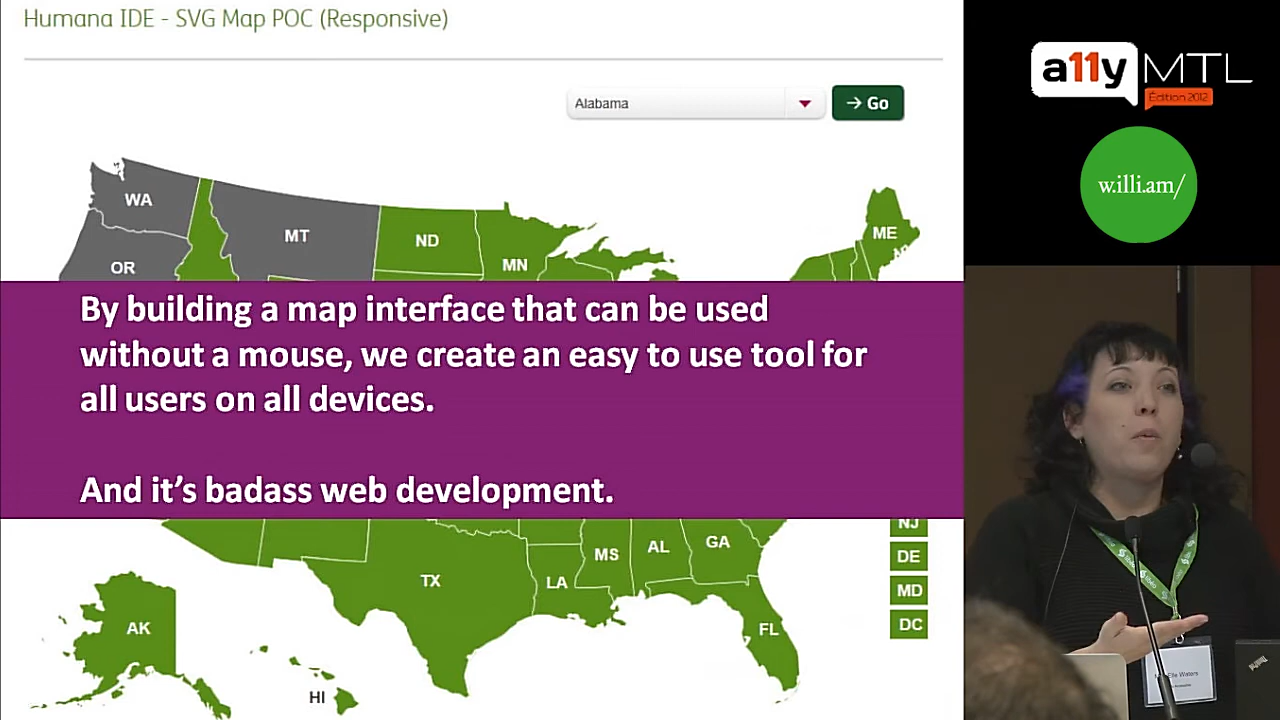 Humana IDE - SVG Map POC (Responsive)
Alabama
→ Go
WA
MT
ND
OR
MN
ME
By building a map interface that can be used
without a mouse, we create an easy to use tool for
all users on all devices.
And it's badass web development.
NJ
MS
AL
GA
DE
TX
LA
MD
AK
FL
DC
HI
a11y MTL
Édition 2012
w.illi.am/
Elle Waters